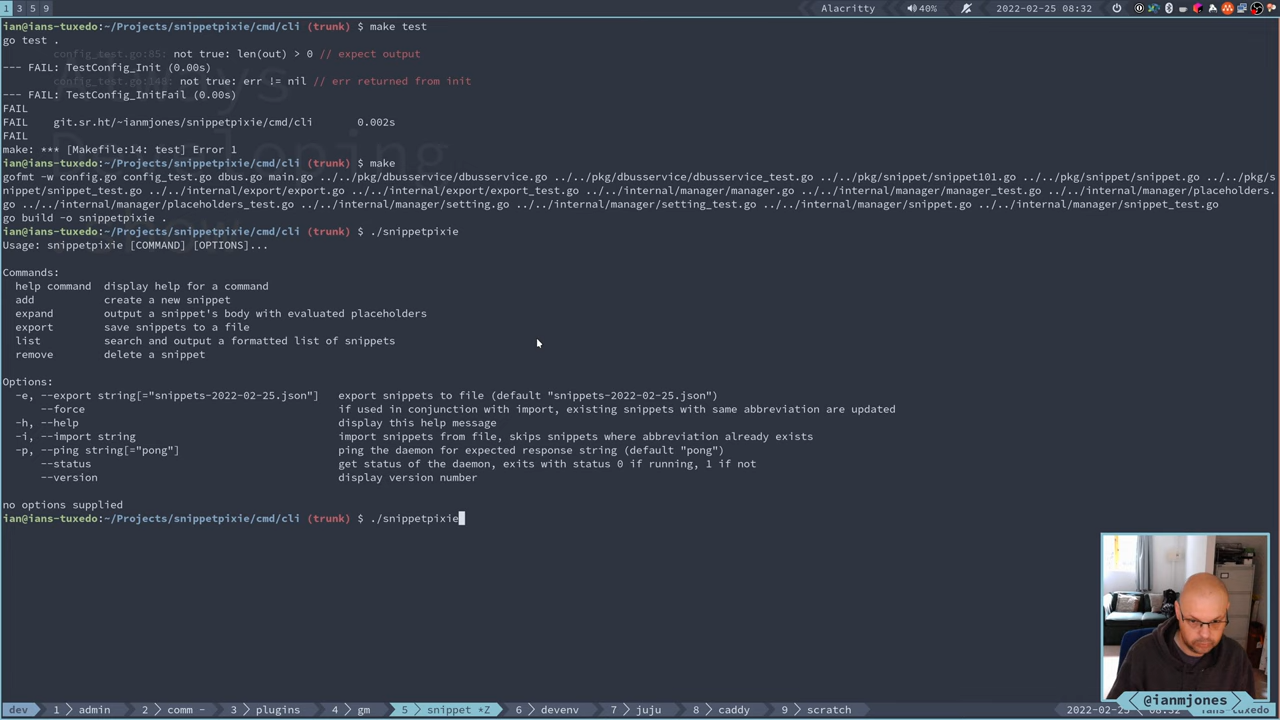 1 3 5 9 Alacritty 40% 2022-02-25 08:32
ian@ians-tuxedo:~/Projects/snippetpixie/cmd/cli (trunk) $ make test
go test .
config_test.go:85: not true: len(out) > 0 // expect output
--- FAIL: TestConfig_Init (0.00s)
config_test.go:148: not true: err != nil // err returned from init
--- FAIL: TestConfig_InitFail (0.00s)
FAIL
FAIL git.sr.ht/~ianmjones/snippetpixie/cmd/cli 0.002s
FAIL
make: *** [Makefile:14: test] Error 1
ian@ians-tuxedo:~/Projects/snippetpixie/cmd/cli (trunk) $ make
gofmt -w config.go config_test.go dbus.go main.go ../../pkg/dbusservice/dbusservice.go ../../pkg/dbusservice/dbusservice_test.go ../../pkg/snippet/snippet101.go ../../pkg/snippet/snippet.go ../../pkg/s
nippet/snippet_test.go ../../internal/export/export.go ../../internal/export/export_test.go ../../internal/manager/manager.go ../../internal/manager/manager_test.go ../../internal/manager/placeholders.
go ../../internal/manager/placeholders_test.go ../../internal/manager/setting.go ../../internal/manager/setting_test.go ../../internal/manager/snippet.go ../../internal/manager/snippet_test.go
go build -o snippetpixie .
ian@ians-tuxedo:~/Projects/snippetpixie/cmd/cli (trunk) $ ./snippetpixie
Usage: snippetpixie [COMMAND] [OPTIONS]...
Commands:
help command display help for a command
add create a new snippet
expand output a snippet's body with evaluated placeholders
export save snippets to a file
list search and output a formatted list of snippets
remove delete a snippet
Options:
-e, --export string[="snippets-2022-02-25.json"] export snippets to file (default "snippets-2022-02-25.json")
--force if used in conjunction with import, existing snippets with same abbreviation are updated
-h, --help display this help message
-i, --import string import snippets from file, skips snippets where abbreviation already exists
-p, --ping string[="pong"] ping the daemon for expected response string (default "pong")
--status get status of the daemon, exits with status 0 if running, 1 if not
--version display version number
no options supplied
ian@ians-tuxedo:~/Projects/snippetpixie/cmd/cli (trunk) $ ./snippetpixie
@ianmjones
dev 1 admin 2 comm - 3 plugins 4 gm 5 snippet *Z 6 devenv 7 juju 8 caddy 9 scratch 2022-02-25